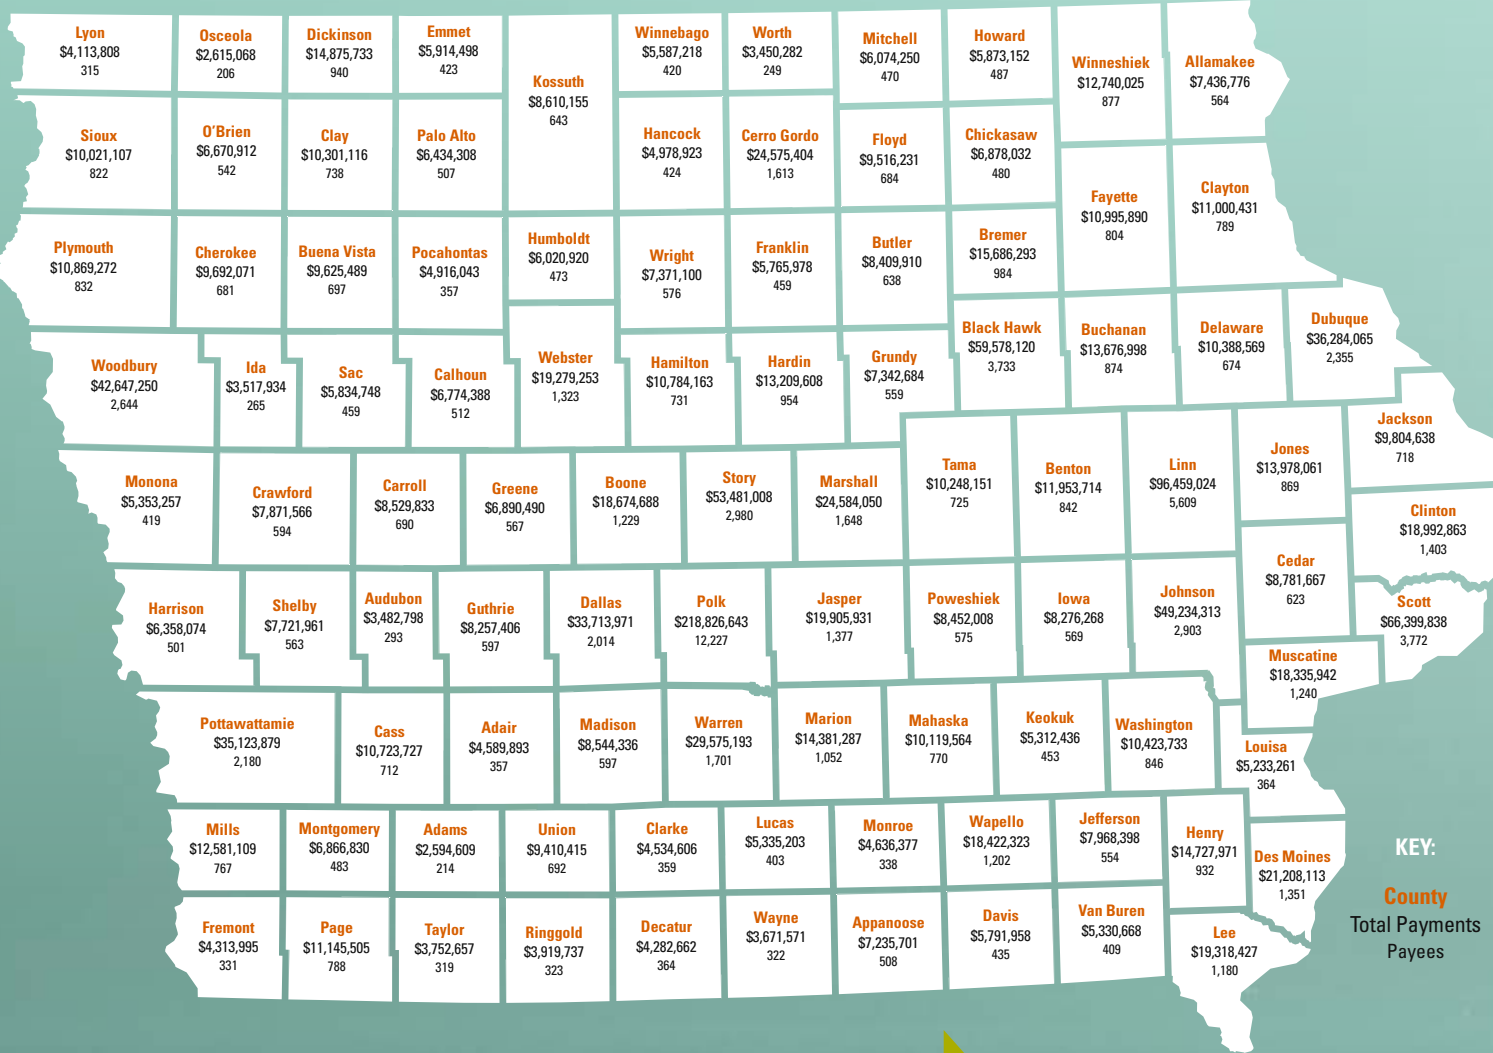 Lyon
$4,113,808
315
Osceola
$2,615,068
206
Dickinson
$14,875,733
940
Emmet
$5,914,498
423
Kossuth
$8,610,155
643
Winnebago
$5,587,218
420
Worth
$3,450,282
249
Mitchell
$6,074,250
470
Howard
$5,873,152
487
Winneshiek
$12,740,025
877
Allamakee
$7,436,776
564
Sioux
$10,021,107
822
O'Brien
$6,670,912
542
Clay
$10,301,116
738
Palo Alto
$6,434,308
507
Hancock
$4,978,923
424
Cerro Gordo
$24,575,404
1,613
Floyd
$9,516,231
684
Chickasaw
$6,878,032
480
Fayette
$10,995,890
804
Clayton
$11,000,431
789
Plymouth
$10,869,272
832
Cherokee
$9,692,071
681
Buena Vista
$9,625,489
697
Pocahontas
$4,916,043
357
Humboldt
$6,020,920
473
Wright
$7,371,100
576
Franklin
$5,765,978
459
Butler
$8,409,910
638
Bremer
$15,686,293
984
Woodbury
$42,647,250
2,644
Ida
$3,517,934
265
Sac
$5,834,748
459
Calhoun
$6,774,388
512
Webster
$19,279,253
1,323
Hamilton
$10,784,163
731
Hardin
$13,209,608
954
Grundy
$7,342,684
559
Black Hawk
$59,578,120
3,733
Buchanan
$13,676,998
874
Delaware
$10,388,569
674
Dubuque
$36,284,065
2,355
Monona
$5,353,257
419
Crawford
$7,871,566
594
Carroll
$8,529,833
690
Greene
$6,890,490
567
Boone
$18,674,688
1,229
Story
$53,481,008
2,980
Marshall
$24,584,050
1,648
Tama
$10,248,151
725
Benton
$11,953,714
842
Linn
$96,459,024
5,609
Jones
$13,978,061
869
Jackson
$9,804,638
718
Clinton
$18,992,863
1,403
Cedar
$8,781,667
623
Scott
$66,399,838
3,772
Harrison
$6,358,074
501
Shelby
$7,721,961
563
Audubon
$3,482,798
293
Guthrie
$8,257,406
597
Dallas
$33,713,971
2,014
Polk
$218,826,643
12,227
Jasper
$19,905,931
1,377
Poweshiek
$8,452,008
575
Iowa
$8,276,268
569
Johnson
$49,234,313
2,903
Muscatine
$18,335,942
1,240
Pottawattamie
$35,123,879
2,180
Cass
$10,723,727
712
Adair
$4,589,893
357
Madison
$8,544,336
597
Warren
$29,575,193
1,701
Marion
$14,381,287
1,052
Mahaska
$10,119,564
770
Keokuk
$5,312,436
453
Washington
$10,423,733
846
Louisa
$5,233,261
364
Mills
$12,581,109
767
Montgomery
$6,866,830
483
Adams
$2,594,609
214
Union
$9,410,415
692
Clarke
$4,534,606
359
Lucas
$5,335,203
403
Monroe
$4,636,377
338
Wapello
$18,422,323
1,202
Jefferson
$7,968,398
554
Henry
$14,727,971
932
Des Moines
$21,208,113
1,351
Fremont
$4,313,995
331
Page
$11,145,505
788
Taylor
$3,752,657
319
Ringgold
$3,919,737
323
Decatur
$4,282,662
364
Wayne
$3,671,571
322
Appanoose
$7,235,701
508
Davis
$5,791,958
435
Van Buren
$5,330,668
409
Lee
$19,318,427
1,180
KEY:
County
Total Payments
Payees